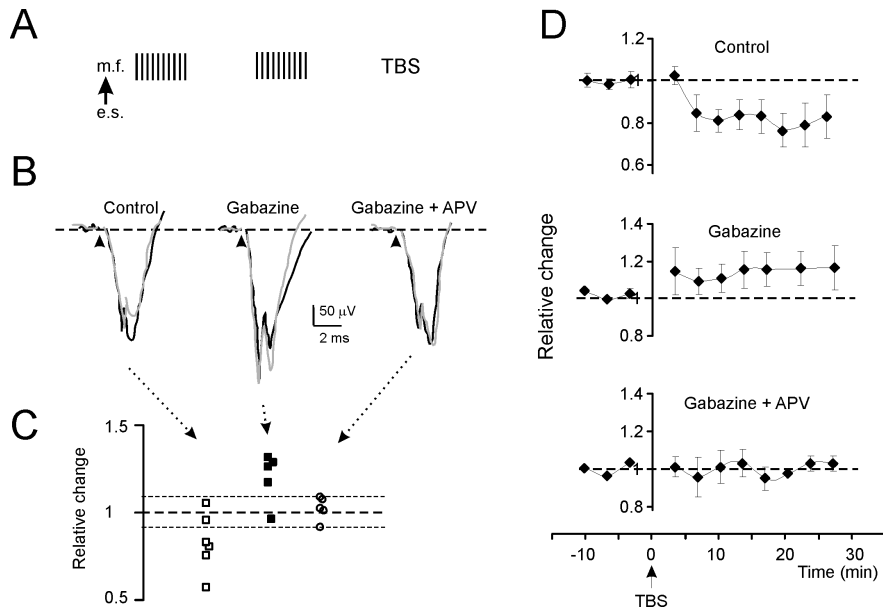 A
m.f.
e.s.
TBS
B
Control
Gabazine
Gabazine + APV
50 μV
2 ms
C
Relative change
1.5
1
0.5
D
Relative change
Control
1.2
1
0.8
0.6
Gabazine
1.4
1.2
1
0.8
Gabazine + APV
1.4
1.2
1
0.8
-10 0 10 20 30
Time (min)
TBS